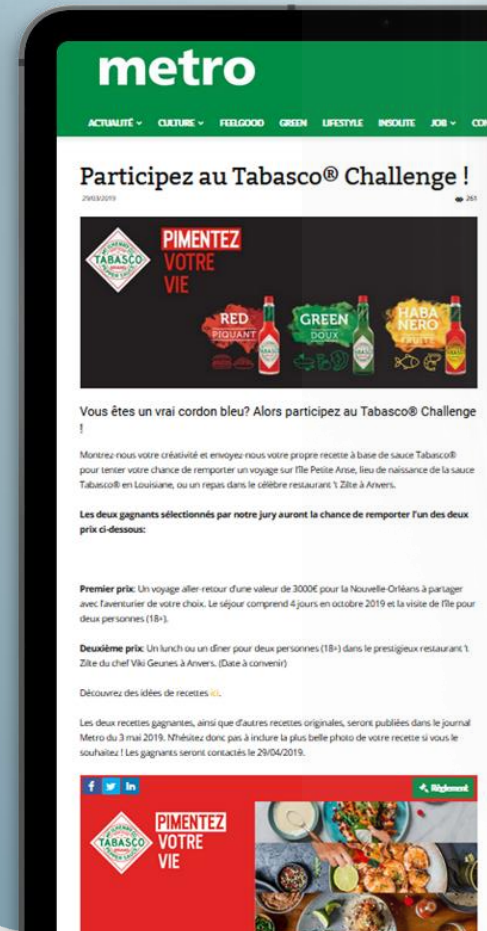 metro
ACTUALITÉ CULTURE FEELGOOD GREEN LIFESTYLE INSOLITE JOB
Participez au Tabasco® Challenge !
29/03/2019 261
TABASCO
PIMENTEZ
VOTRE
VIE
RED
PIQUANT
GREEN
DOUX
HABA
NERO
FRUITÉ
Vous êtes un vrai cordon bleu? Alors participez au Tabasco® Challenge
!
Montrez-nous votre créativité et envoyez-nous votre propre recette à base de sauce Tabasco®
pour tenter votre chance de remporter un voyage sur l'île Petite Anse, lieu de naissance de la sauce
Tabasco® en Louisiane, ou un repas dans le célèbre restaurant 't Zilte à Anvers.
Les deux gagnants sélectionnés par notre jury auront la chance de remporter l'un des deux
prix ci-dessous:
Premier prix: Un voyage aller-retour d'une valeur de 3000€ pour la Nouvelle-Orléans à partager
avec l'aventurier de votre choix. Le séjour comprend 4 jours en octobre 2019 et la visite de l'île pour
deux personnes (18+).
Deuxième prix: Un lunch ou un dîner pour deux personnes (18+) dans le prestigieux restaurant 't
Zilte du chef Viki Geunes à Anvers. (Date à convenir)
Découvrez des idées de recettes ici.
Les deux recettes gagnantes, ainsi que d'autres recettes originales, seront publiées dans le journal
Metro du 3 mai 2019. N'hésitez donc pas à inclure la plus belle photo de votre recette si vous le
souhaitez ! Les gagnants seront contactés le 29/04/2019.
Règlement
TABASCO
PIMENTEZ
VOTRE
VIE